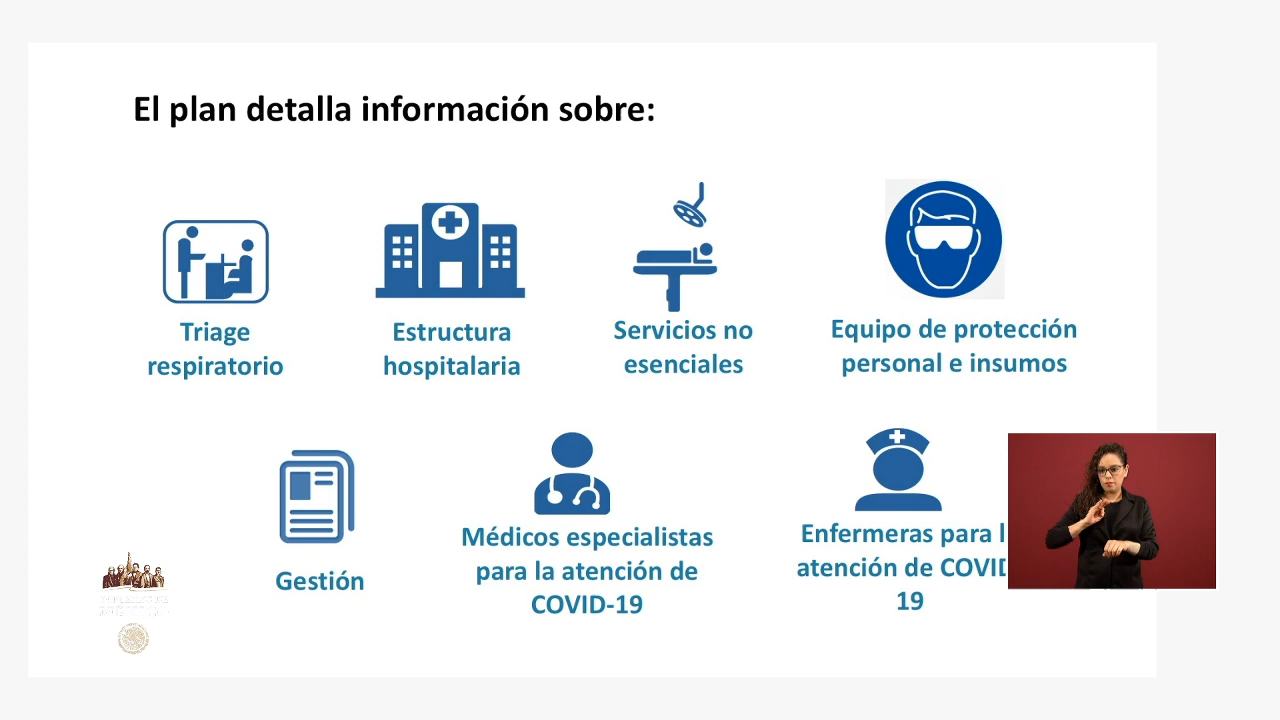 El plan detalla información sobre:
Triage
respiratorio
Estructura
hospitalaria
Servicios no
esenciales
Equipo de protección
personal e insumos
Gestión
Médicos especialistas
para la atención de
COVID-19
Enfermeras para
atención de COVID
19